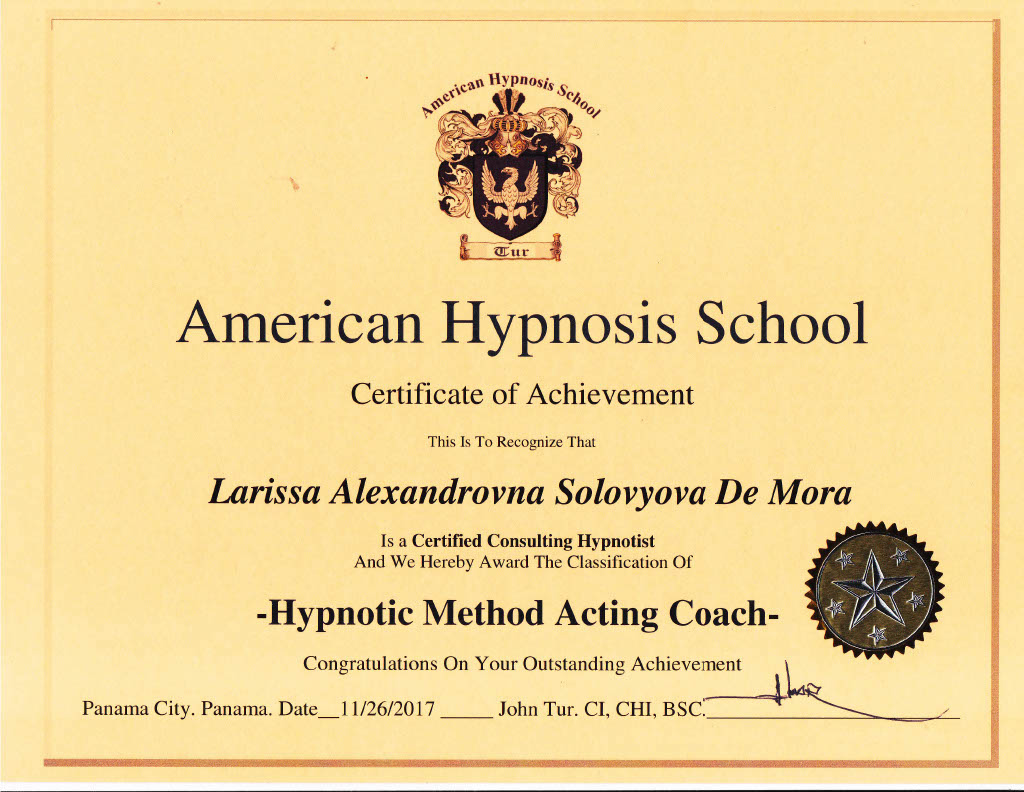 American Hypnosis School
Tur
American Hypnosis School
Certificate of Achievement
This Is To Recognize That
Larissa Alexandrovna Solovyova De Mora
Is a Certified Consulting Hypnotist
And We Hereby Award The Classification Of
-Hypnotic Method Acting Coach-
Congratulations On Your Outstanding Achievement
Panama City. Panama. Date__11/26/2017 _____ John Tur. CI, CHI, BSC.